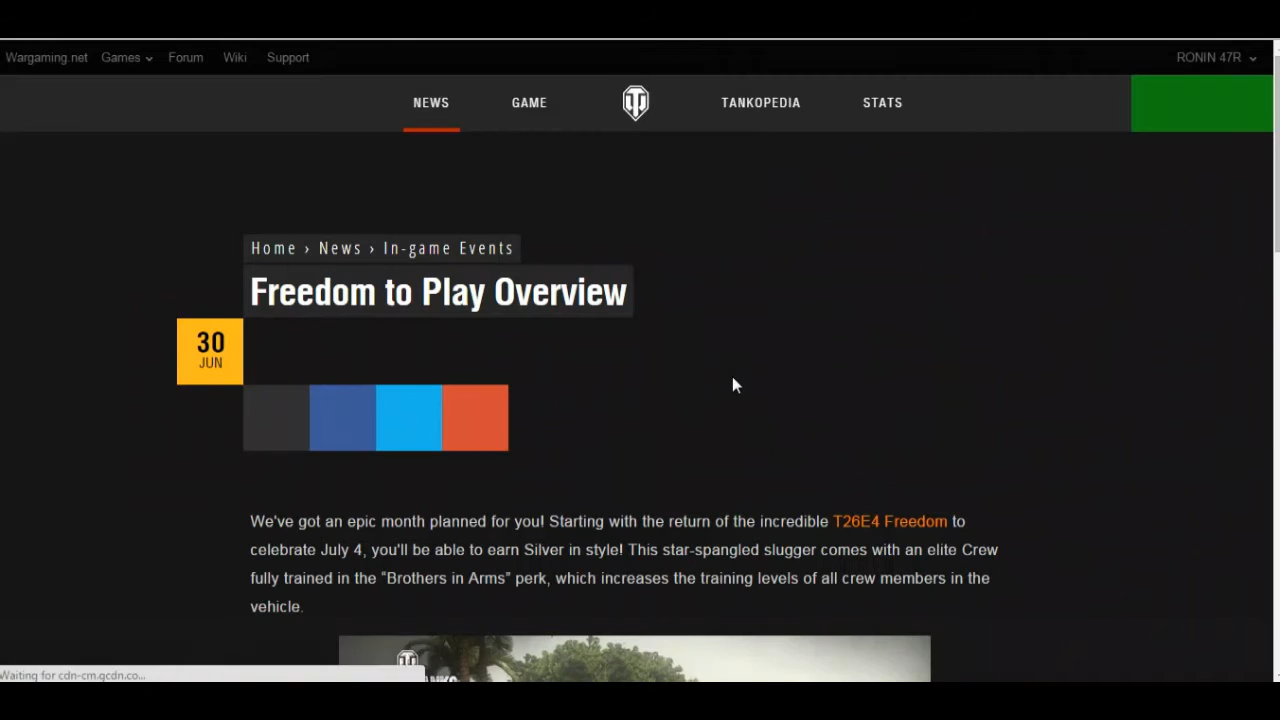 Wargaming.net Games Forum Wiki Support RONIN 47R
NEWS GAME TANKOPEDIA STATS
Home › News › In-game Events
Freedom to Play Overview
30
JUN
We've got an epic month planned for you! Starting with the return of the incredible T26E4 Freedom to
celebrate July 4, you'll be able to earn Silver in style! This star-spangled slugger comes with an elite Crew
fully trained in the “Brothers in Arms” perk, which increases the training levels of all crew members in the
vehicle.
Waiting for cdn-cm.gcdn.co...